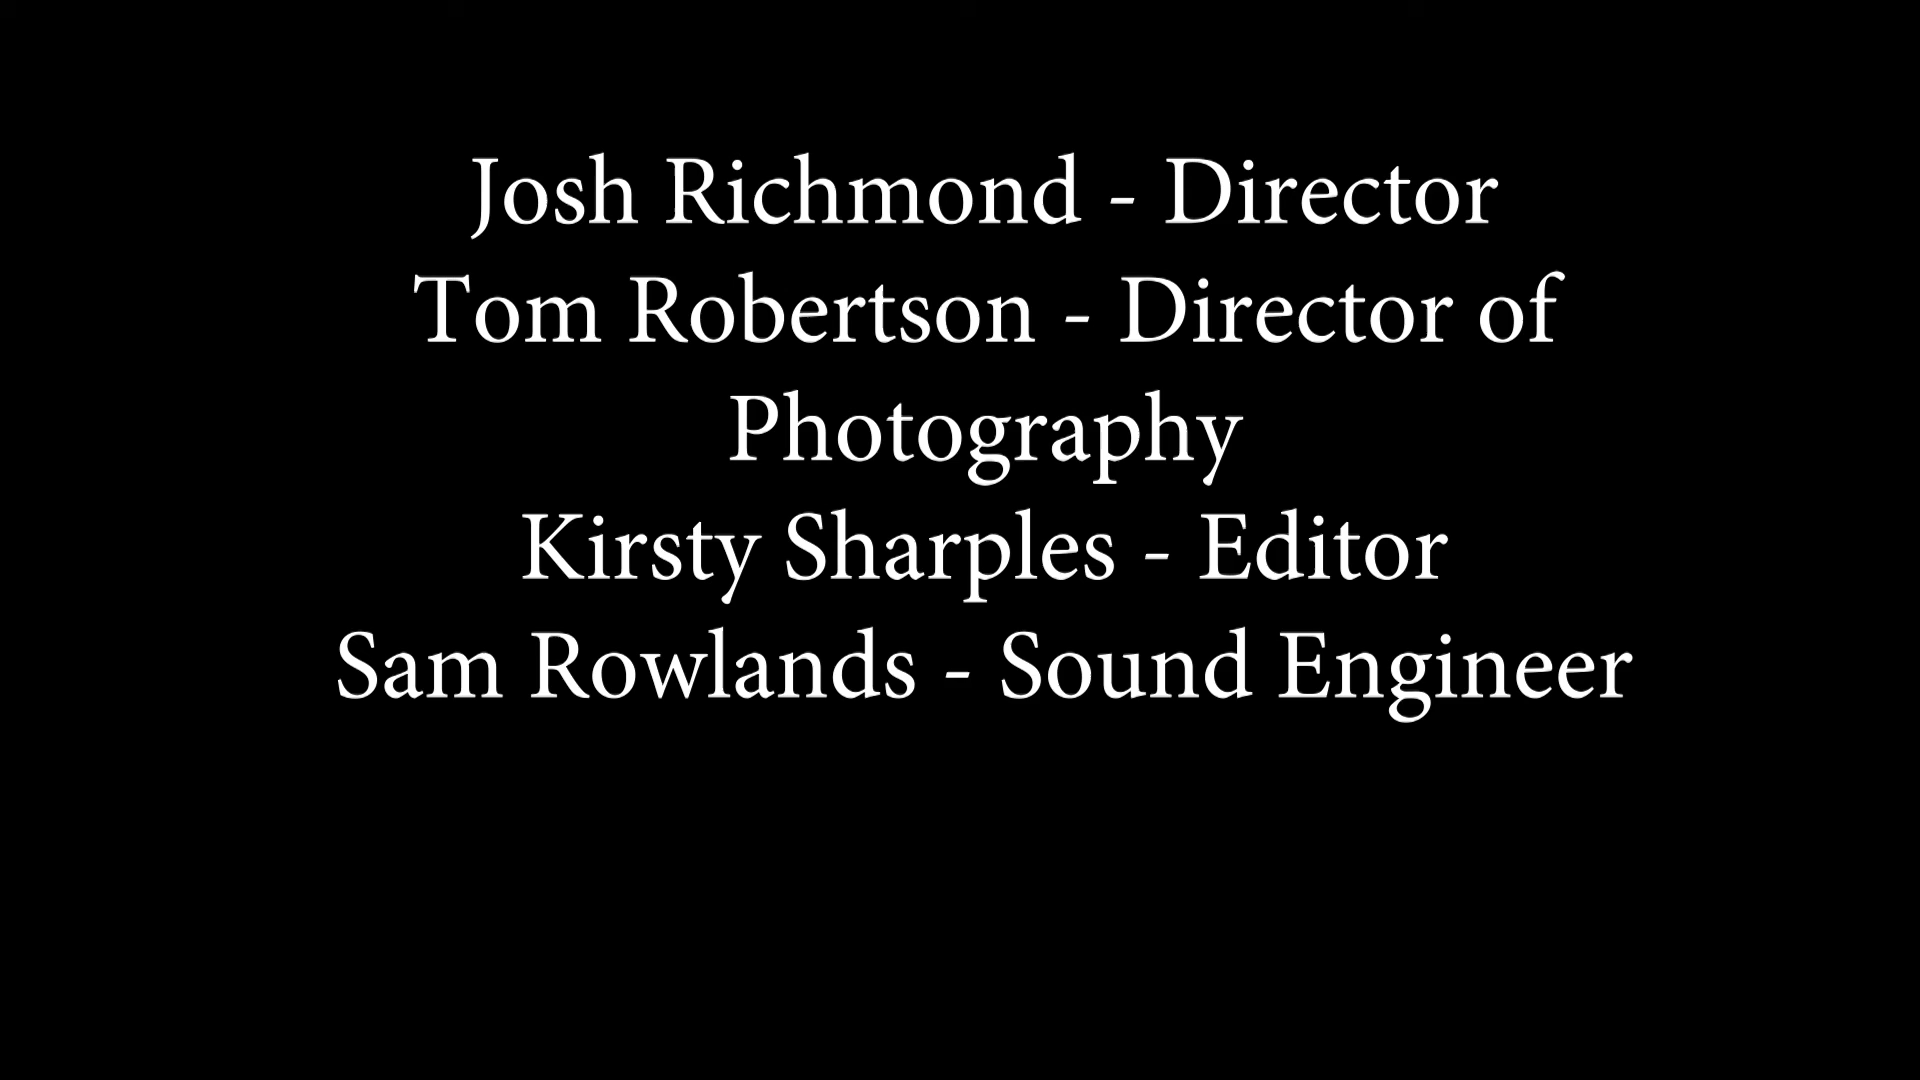 Josh Richmond - Director
Tom Robertson - Director of
Photography
Kirsty Sharples - Editor
Sam Rowlands - Sound Engineer